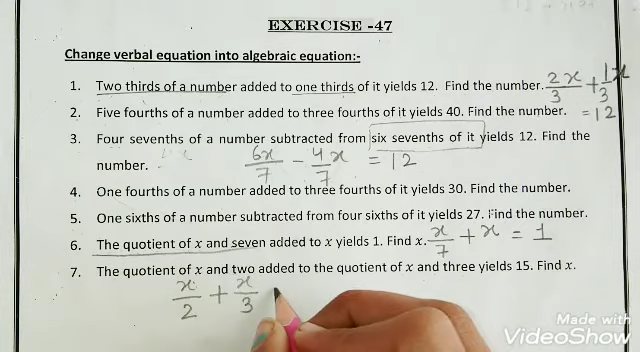 EXERCISE -47
Change verbal equation into algebraic equation:-
1. Two thirds of a number added to one thirds of it yields 12. Find the number. 2x/3 + 1x/3
= 12
2. Five fourths of a number added to three fourths of it yields 40. Find the number.
3. Four sevenths of a number subtracted from six sevenths of it yields 12. Find the
number.
6x/7 - 4x/7 = 12
4. One fourths of a number added to three fourths of it yields 30. Find the number.
5. One sixths of a number subtracted from four sixths of it yields 27. Find the number.
6. The quotient of x and seven added to x yields 1. Find x. x/7 + x = 1
7. The quotient of x and two added to the quotient of x and three yields 15. Find x.
x/2 + x/3
Made with
VideoShow